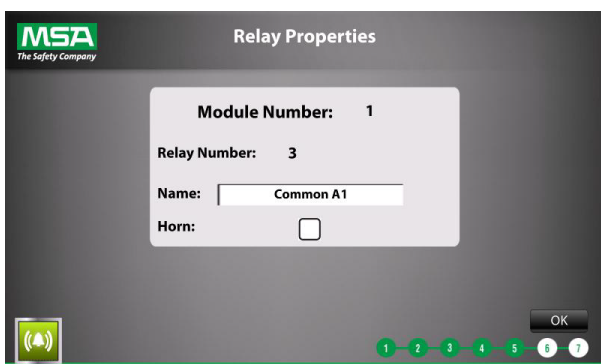 MSA
The Safety Company
Relay Properties
Module Number: 1
Relay Number: 3
Name: Common A1
Horn:
OK
1 2 3 4 5 6 7